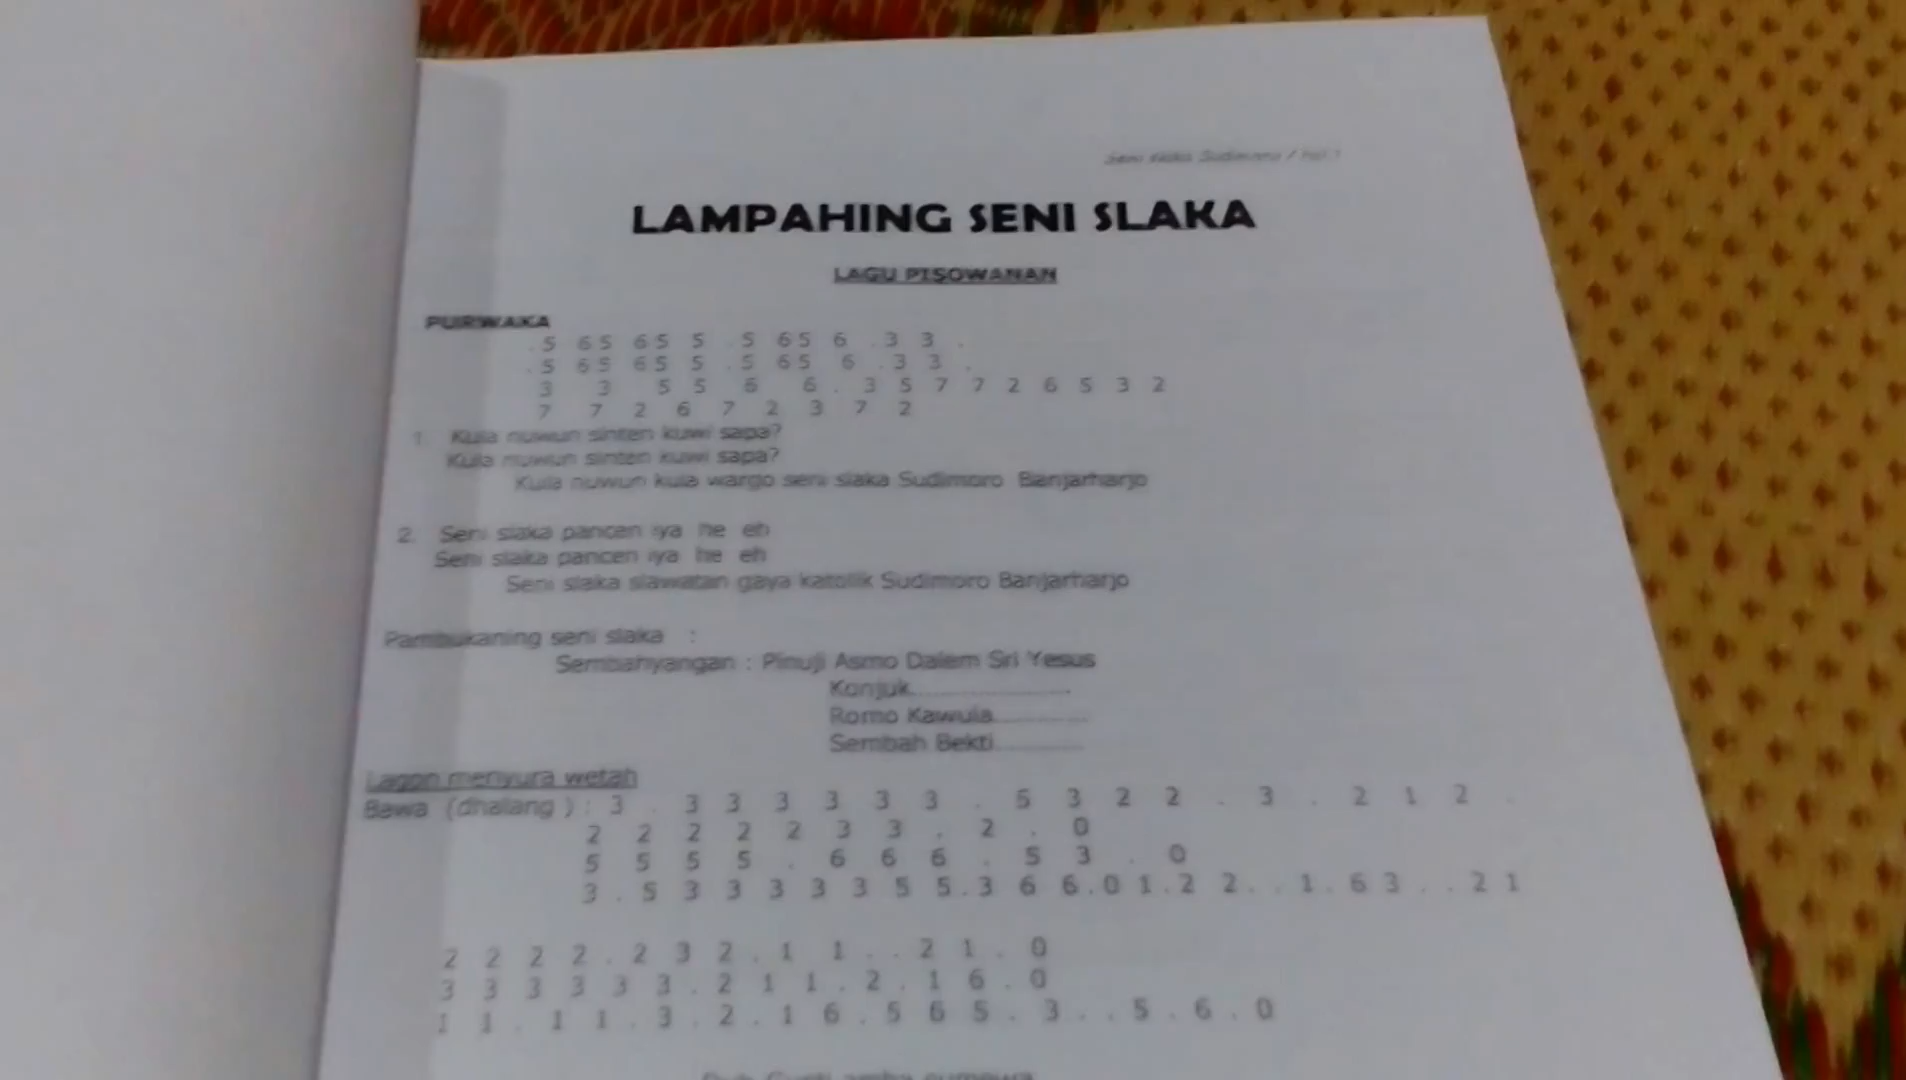 Seni slaka Sudimoro / hal 1
LAMPAHING SENI SLAKA
LAGU PISOWANAN
PURWAKA
. 5 65 65 5 . 5 65 6 . 3 3 .
. 5 65 65 5 . 5 65 6 . 3 3 .
3 3 5 5 6 6 . 3 5 7 7 2 6 5 3 2
7 7 2 6 7 2 3 7 2
1. Kula nuwun sinten kuwi sapa?
Kula nuwun sinten kuwi sapa?
Kula nuwun kula wargo seni slaka Sudimoro Banjarharjo
2. Seni slaka pancen iya he eh
Seni slaka pancen iya he eh
Seni slaka slawatan gaya katolik Sudimoro Banjarharjo
Pambukaning seni slaka :
Sembahyangan : Pinuji Asmo Dalem Sri Yesus
Konjuk......................
Romo Kawula.............
Sembah Bekti............
Lagon menyura wetah
Bawa (dhalang ) : 3 . 3 3 3 3 3 3 . 5 3 2 2 . 3 . 2 1 2 .
2 2 2 2 2 3 3 . 2 . 0
5 5 5 5 . 6 6 6 . 5 3 . 0
3 . 5 3 3 3 3 3 5 5 . 3 6 6 . 0 1 . 2 2 . . 1 . 6 3 . . 2 1
2 2 2 2 . 2 3 2 . 1 1 . . 2 1 . 0
3 3 3 3 3 3 . 2 1 1 . 2 . 1 6 . 0
1 1 . 1 1 . 3 . 2 . 1 6 . 5 6 5 . 3 . . 5 . 6 . 0